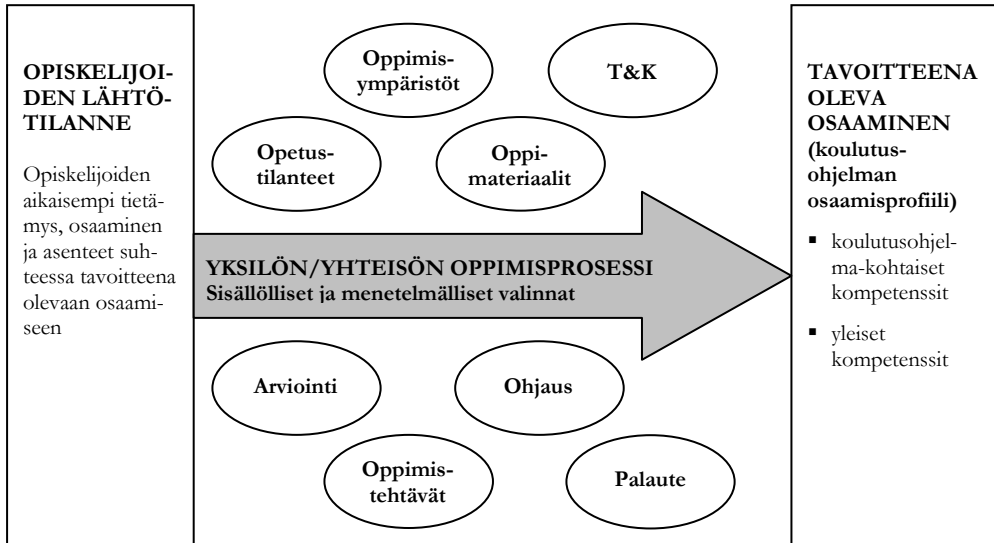 OPISKELIJOI-
DEN LÄHTÖ-
TILANNE
Opiskelijoiden
aikaisempi tietä-
mys, osaaminen
ja asenteet suh-
teessa tavoitteena
olevaan osaami-
seen
Oppimis-
ympäristöt
T&K
Opetus-
tilanteet
Oppi-
materiaalit
YKSILÖN/YHTEISÖN OPPIMISPROSESSI
Sisällölliset ja menetelmälliset valinnat
Arviointi
Ohjaus
Oppimis-
tehtävät
Palaute
TAVOITTEENA
OLEVA
OSAAMINEN
(koulutus-
ohjelman
osaamisprofiili)
▪ koulutusohjel-
ma-kohtaiset
kompetenssit
▪ yleiset
kompetenssit